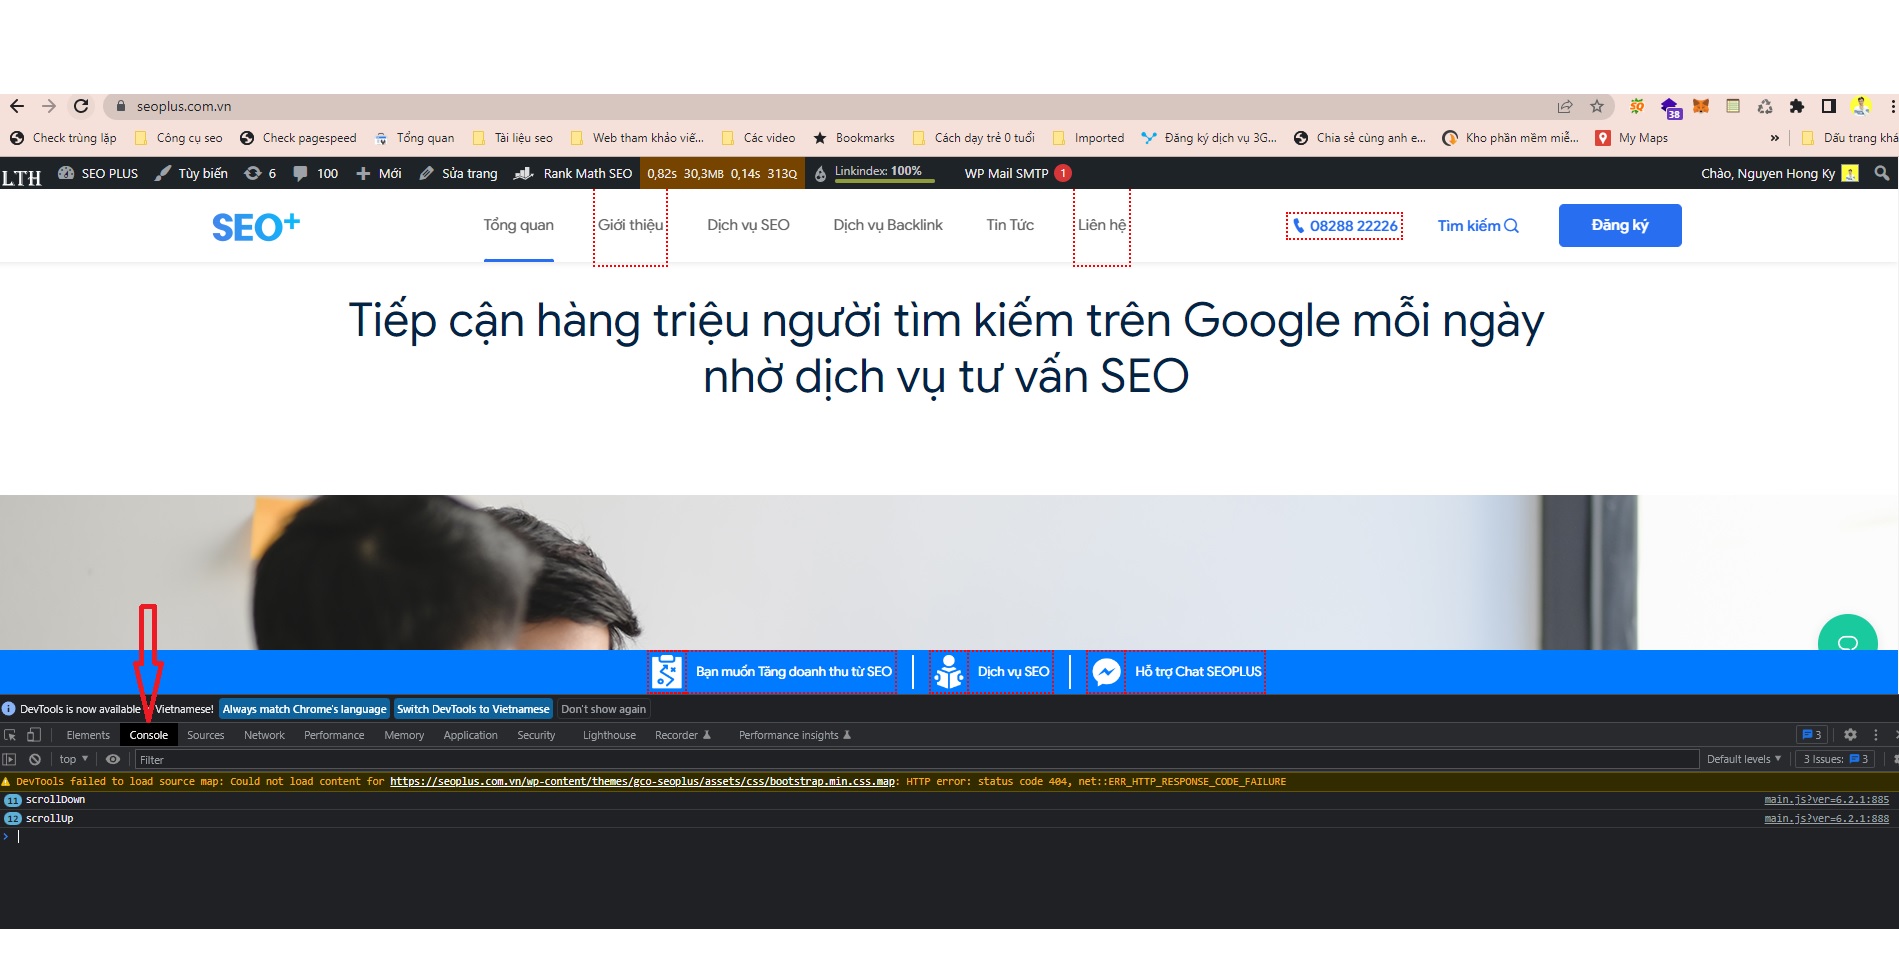 seoplus.com.vn
38
Check trùng lặp Công cụ seo Check pagespeed Tổng quan Tài liệu seo Web tham khảo viế... Các video Bookmarks Cách dạy trẻ 0 tuổi Imported Đăng ký dịch vụ 3G... Chia sẻ cùng anh e... Kho phần mềm miễ... My Maps » Dấu trang khá
LTH SEO PLUS Tùy biến 6 100 Mới Sửa trang Rank Math SEO 0,82s 30,3MB 0,14s 313Q Linkindex: 100% WP Mail SMTP 1 Chào, Nguyen Hong Ky
SEO+ Tổng quan Giới thiệu Dịch vụ SEO Dịch vụ Backlink Tin Tức Liên hệ 08288 22226 Tìm kiếm Đăng ký
Tiếp cận hàng triệu người tìm kiếm trên Google mỗi ngày
nhờ dịch vụ tư vấn SEO
Bạn muốn Tăng doanh thu từ SEO Dịch vụ SEO Hỗ trợ Chat SEOPLUS
DevTools is now available Vietnamese! Always match Chrome's language Switch DevTools to Vietnamese Don't show again
Elements Console Sources Network Performance Memory Application Security Lighthouse Recorder Performance insights 3
top Filter Default levels 3 Issues: 3
DevTools failed to load source map: Could not load content for https://seoplus.com.vn/wp-content/themes/gco-seoplus/assets/css/bootstrap.min.css.map: HTTP error: status code 404, net::ERR_HTTP_RESPONSE_CODE_FAILURE
11 scrollDown main.js?ver=6.2.1:885
12 scrollUp main.js?ver=6.2.1:888